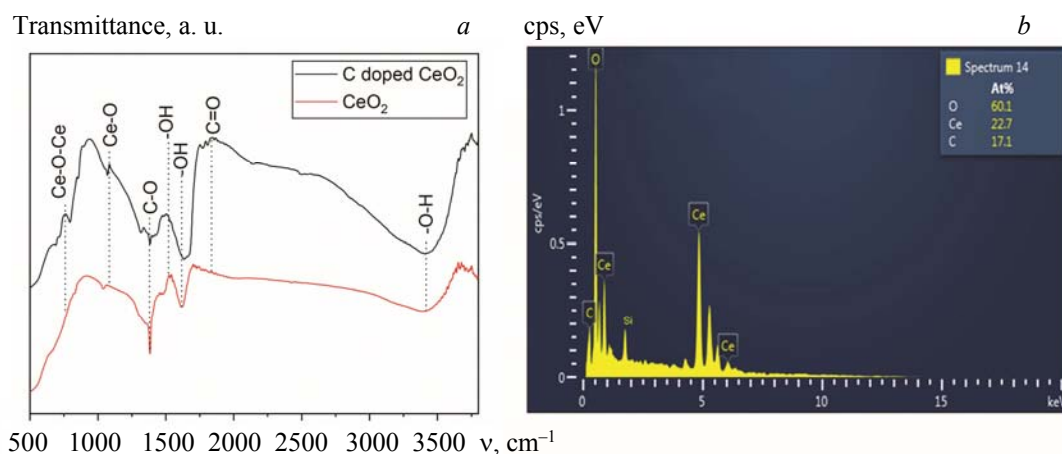 Transmittance, a. u. a
C doped CeO₂
CeO₂
Ce-O-Ce
Ce-O
C-O
-OH
-OH
C=O
-O-H
500 1000 1500 2000 2500 3000 3500 ν, cm⁻¹
cps, eV b
Spectrum 14
At%
O 60.1
Ce 22.7
C 17.1
cps/eV
1
0.5
0
O
Ce
C
Si
Ce
Ce
0 5 10 15 keV